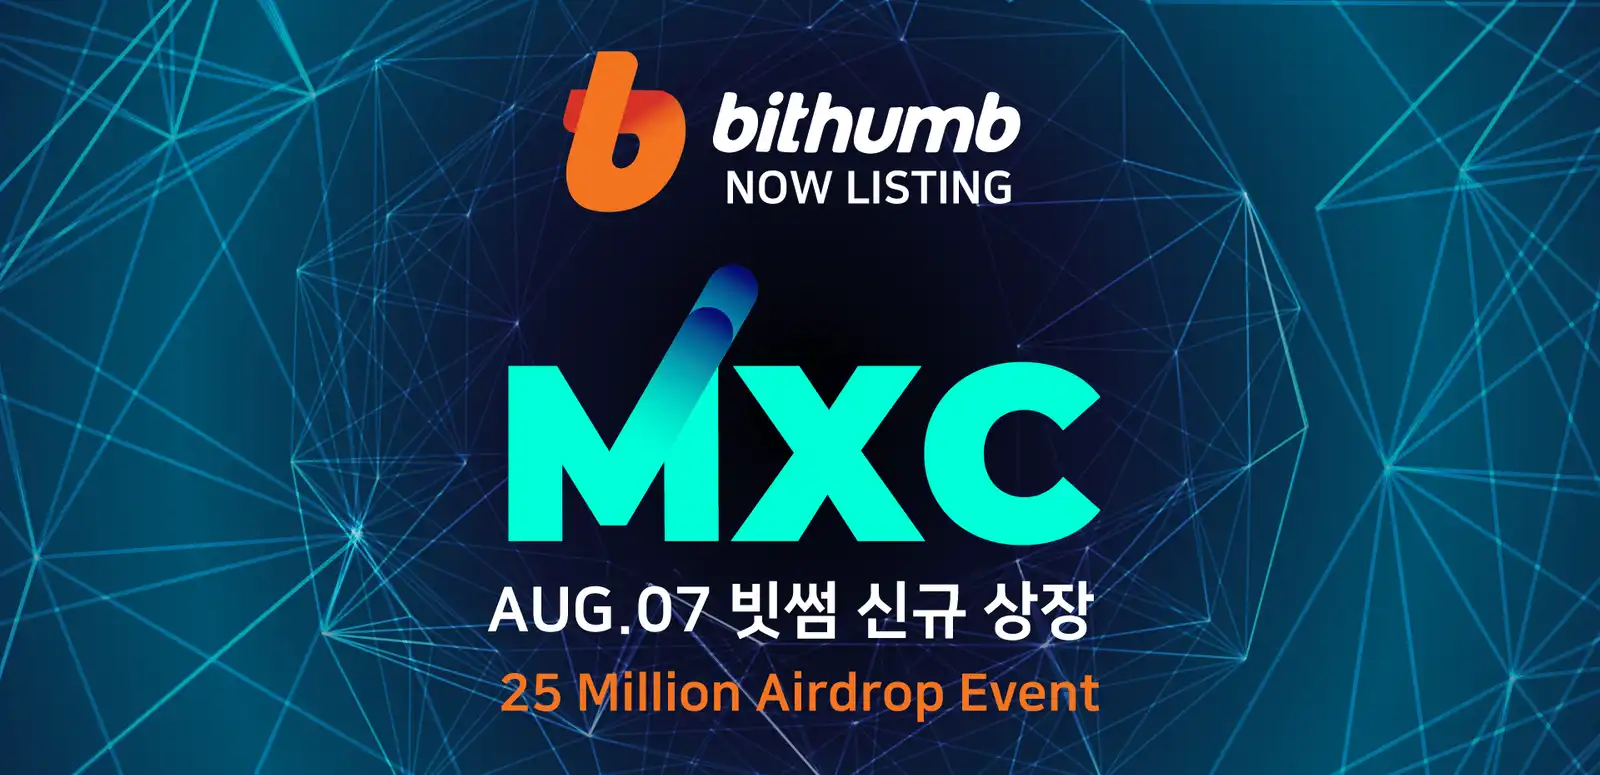 bithumb
NOW LISTING
MXC
AUG.07 빗썸 신규 상장
25 Million Airdrop Event